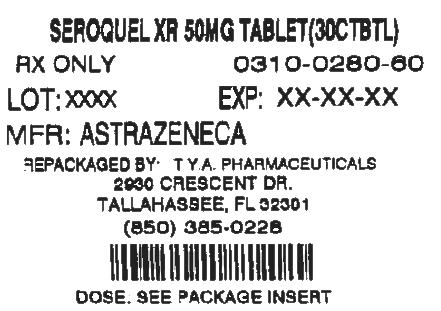 SEROQUEL XR 50MG TABLET(30CTBTL)
RX ONLY 0310-0280-60
LOT: XXXX EXP: XX-XX-XX
MFR: ASTRAZENECA
REPACKAGED BY: T.Y.A. PHARMACEUTICALS
2930 CRESCENT DR.
TALLAHASSEE, FL 32301
(850) 385-0228
DOSE. SEE PACKAGE INSERT